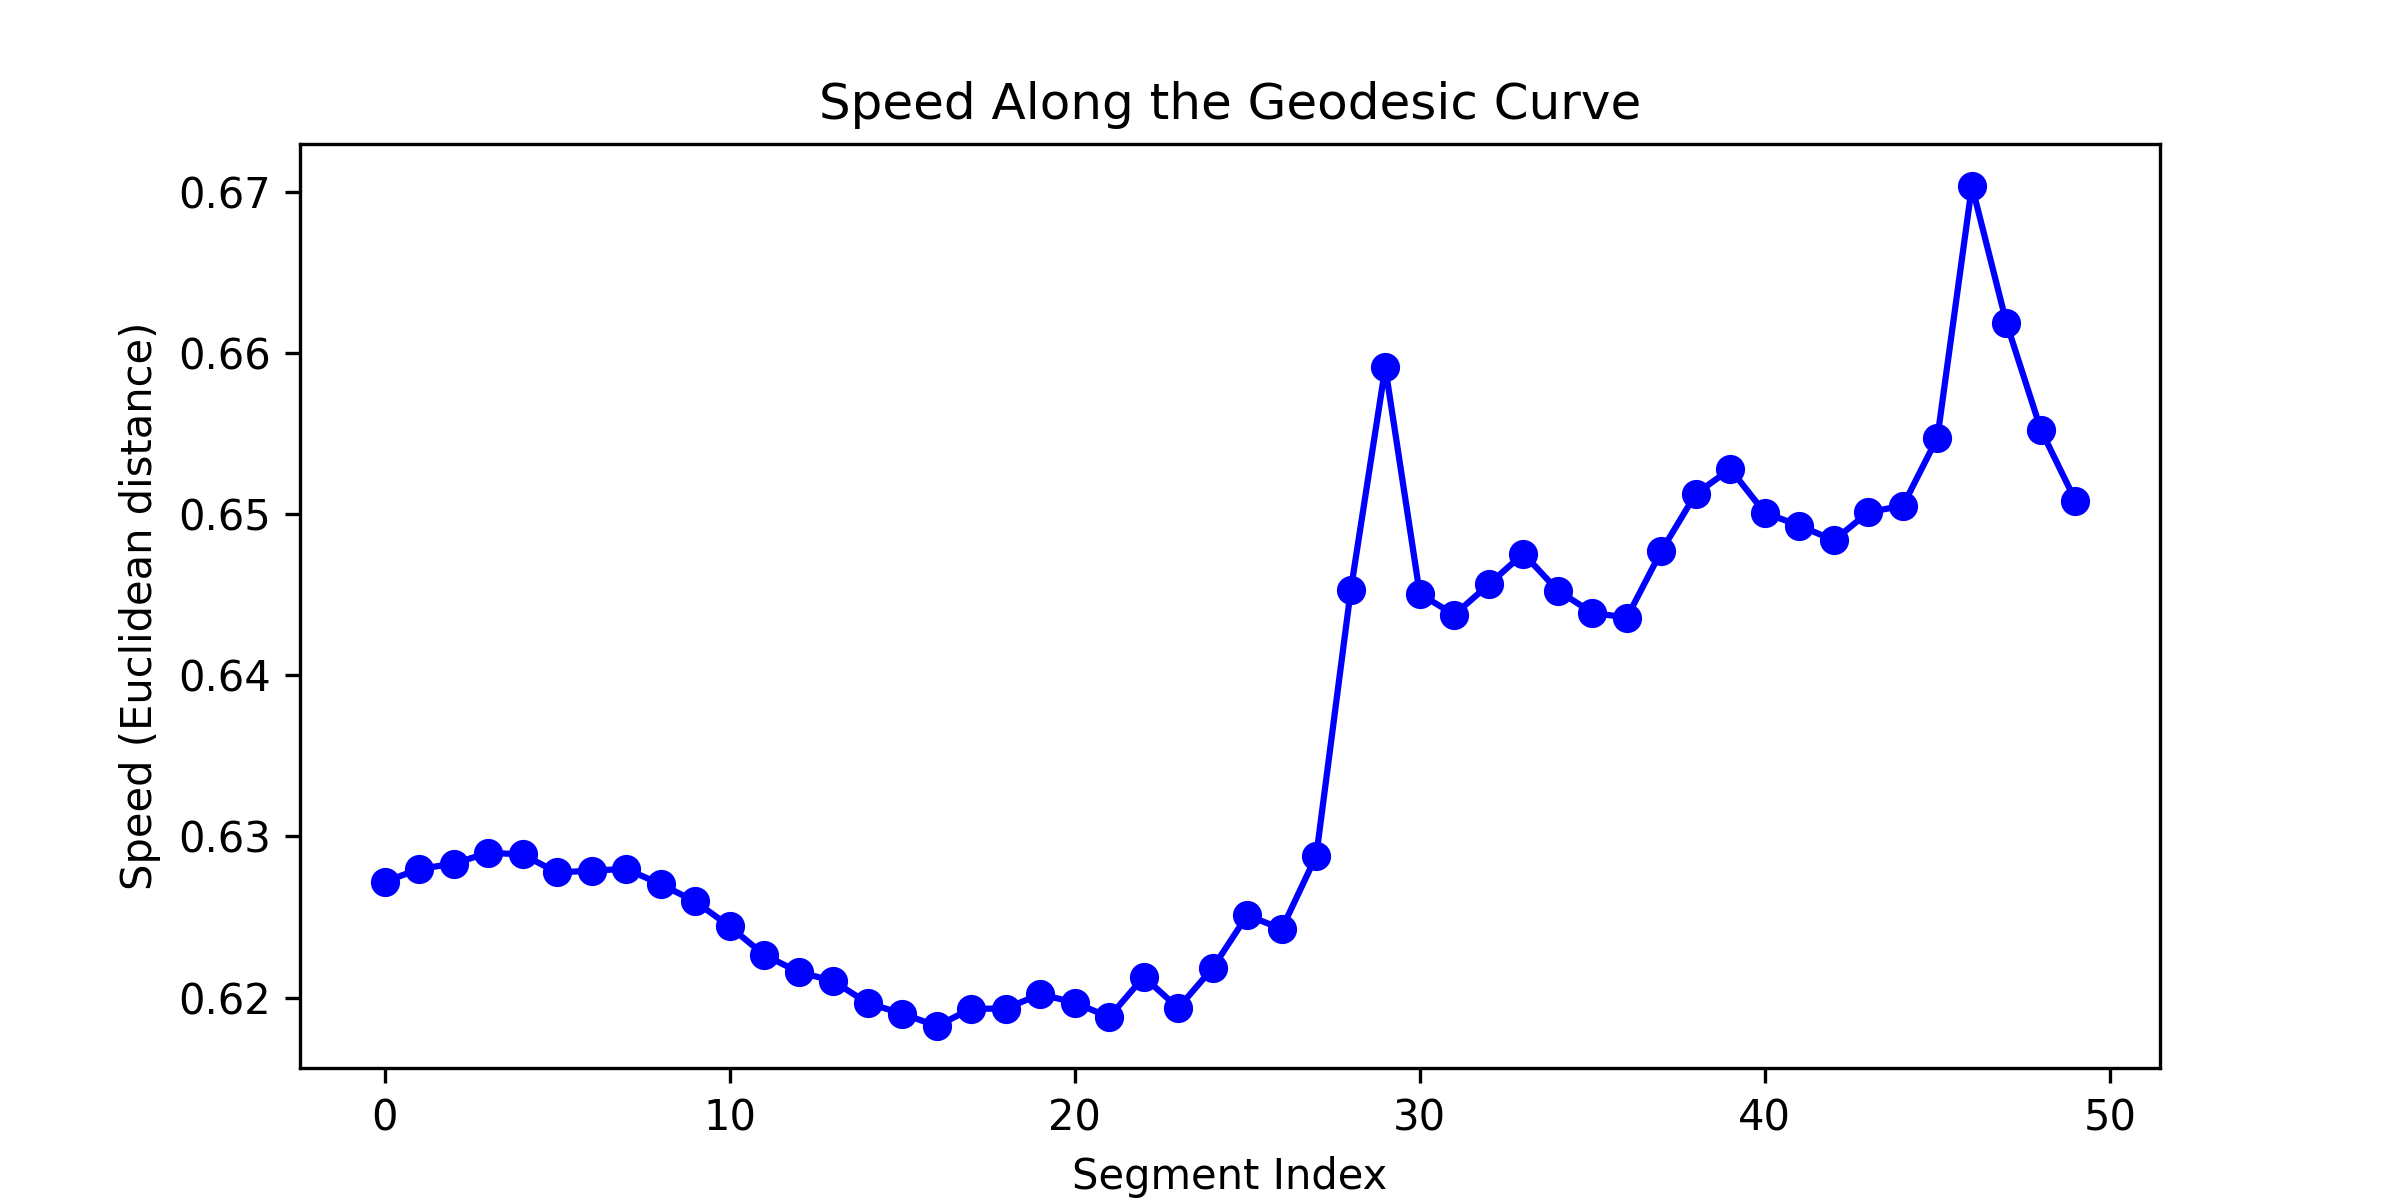 Speed Along the Geodesic Curve
Speed (Euclidean distance)
0.67
0.66
0.65
0.64
0.63
0.62
0 10 20 30 40 50
Segment Index